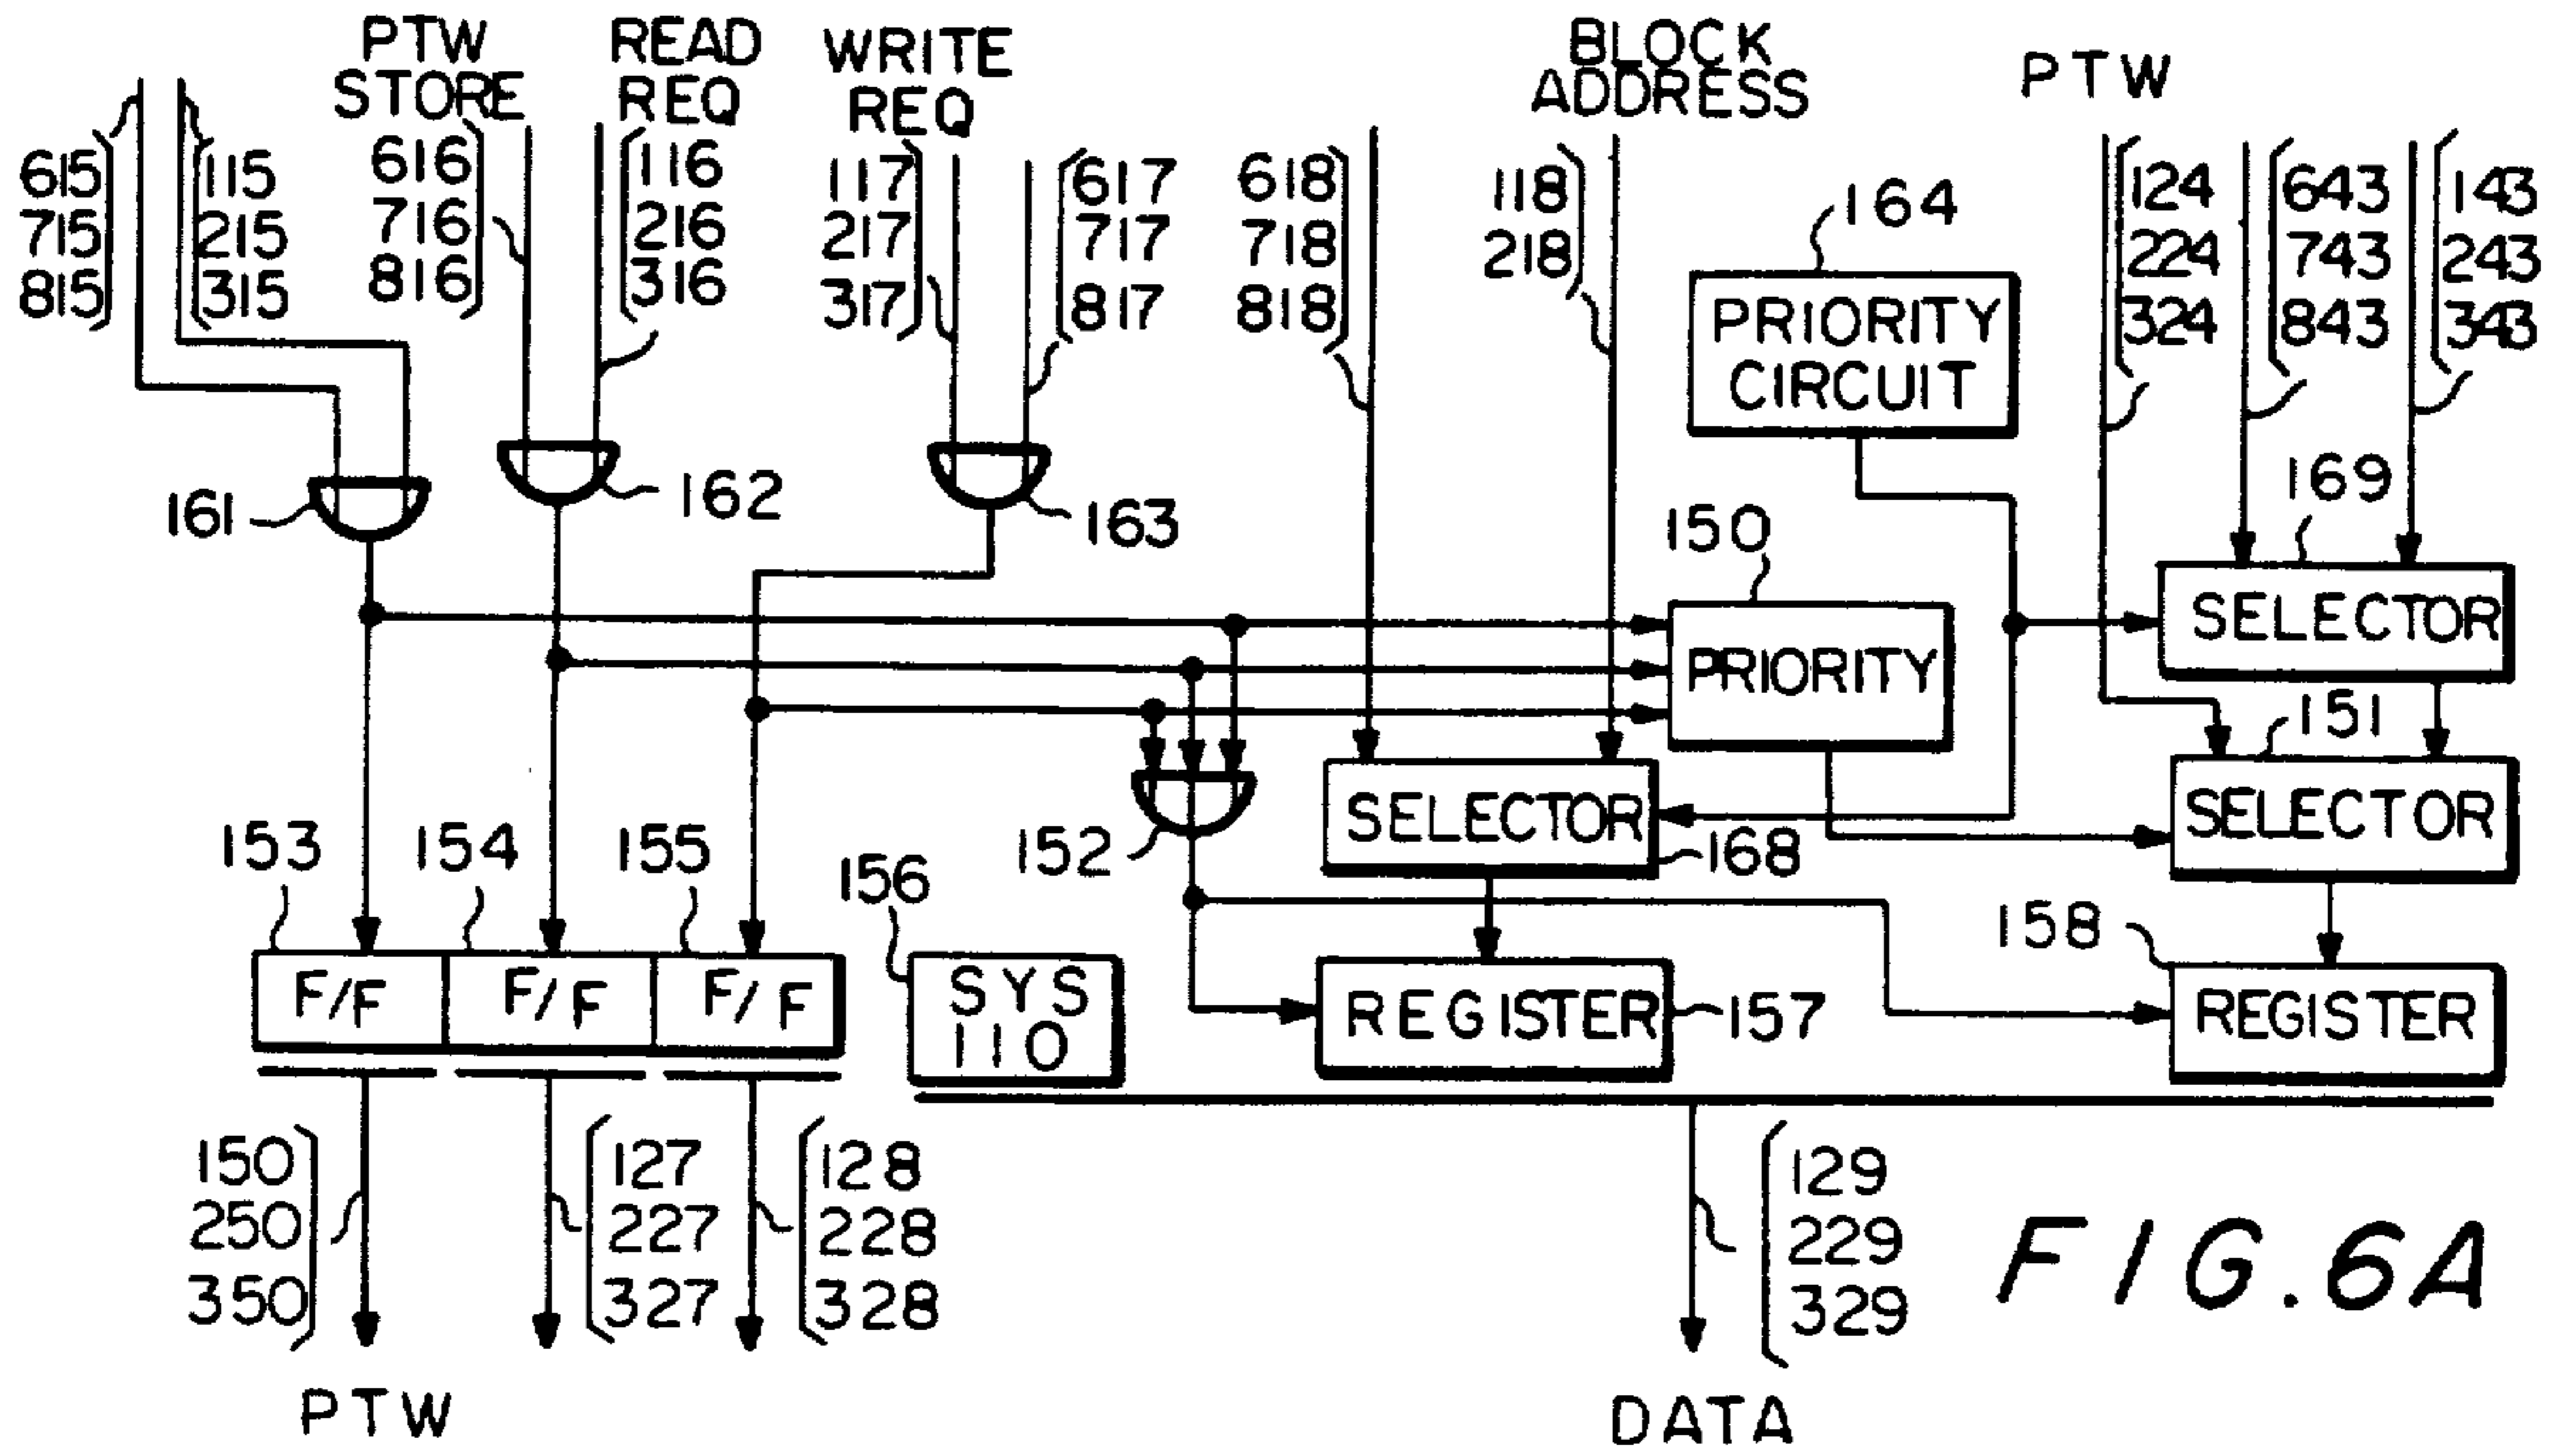 PTW
STORE
READ
REQ
WRITE
REQ
BLOCK
ADDRESS
PTW
615
715
815
115
215
315
616
716
816
116
216
316
117
217
317
617
717
817
618
718
818
118
218
164
124
224
324
643
743
843
143
243
343
PRIORITY
CIRCUIT
161
162
163
150
169
PRIORITY
SELECTOR
151
153
154
155
156
152
SELECTOR
168
SELECTOR
158
F/F
F/F
F/F
SYS
110
REGISTER
157
REGISTER
150
250
350
127
227
327
128
228
328
129
229
329
FIG.6A
PTW
DATA